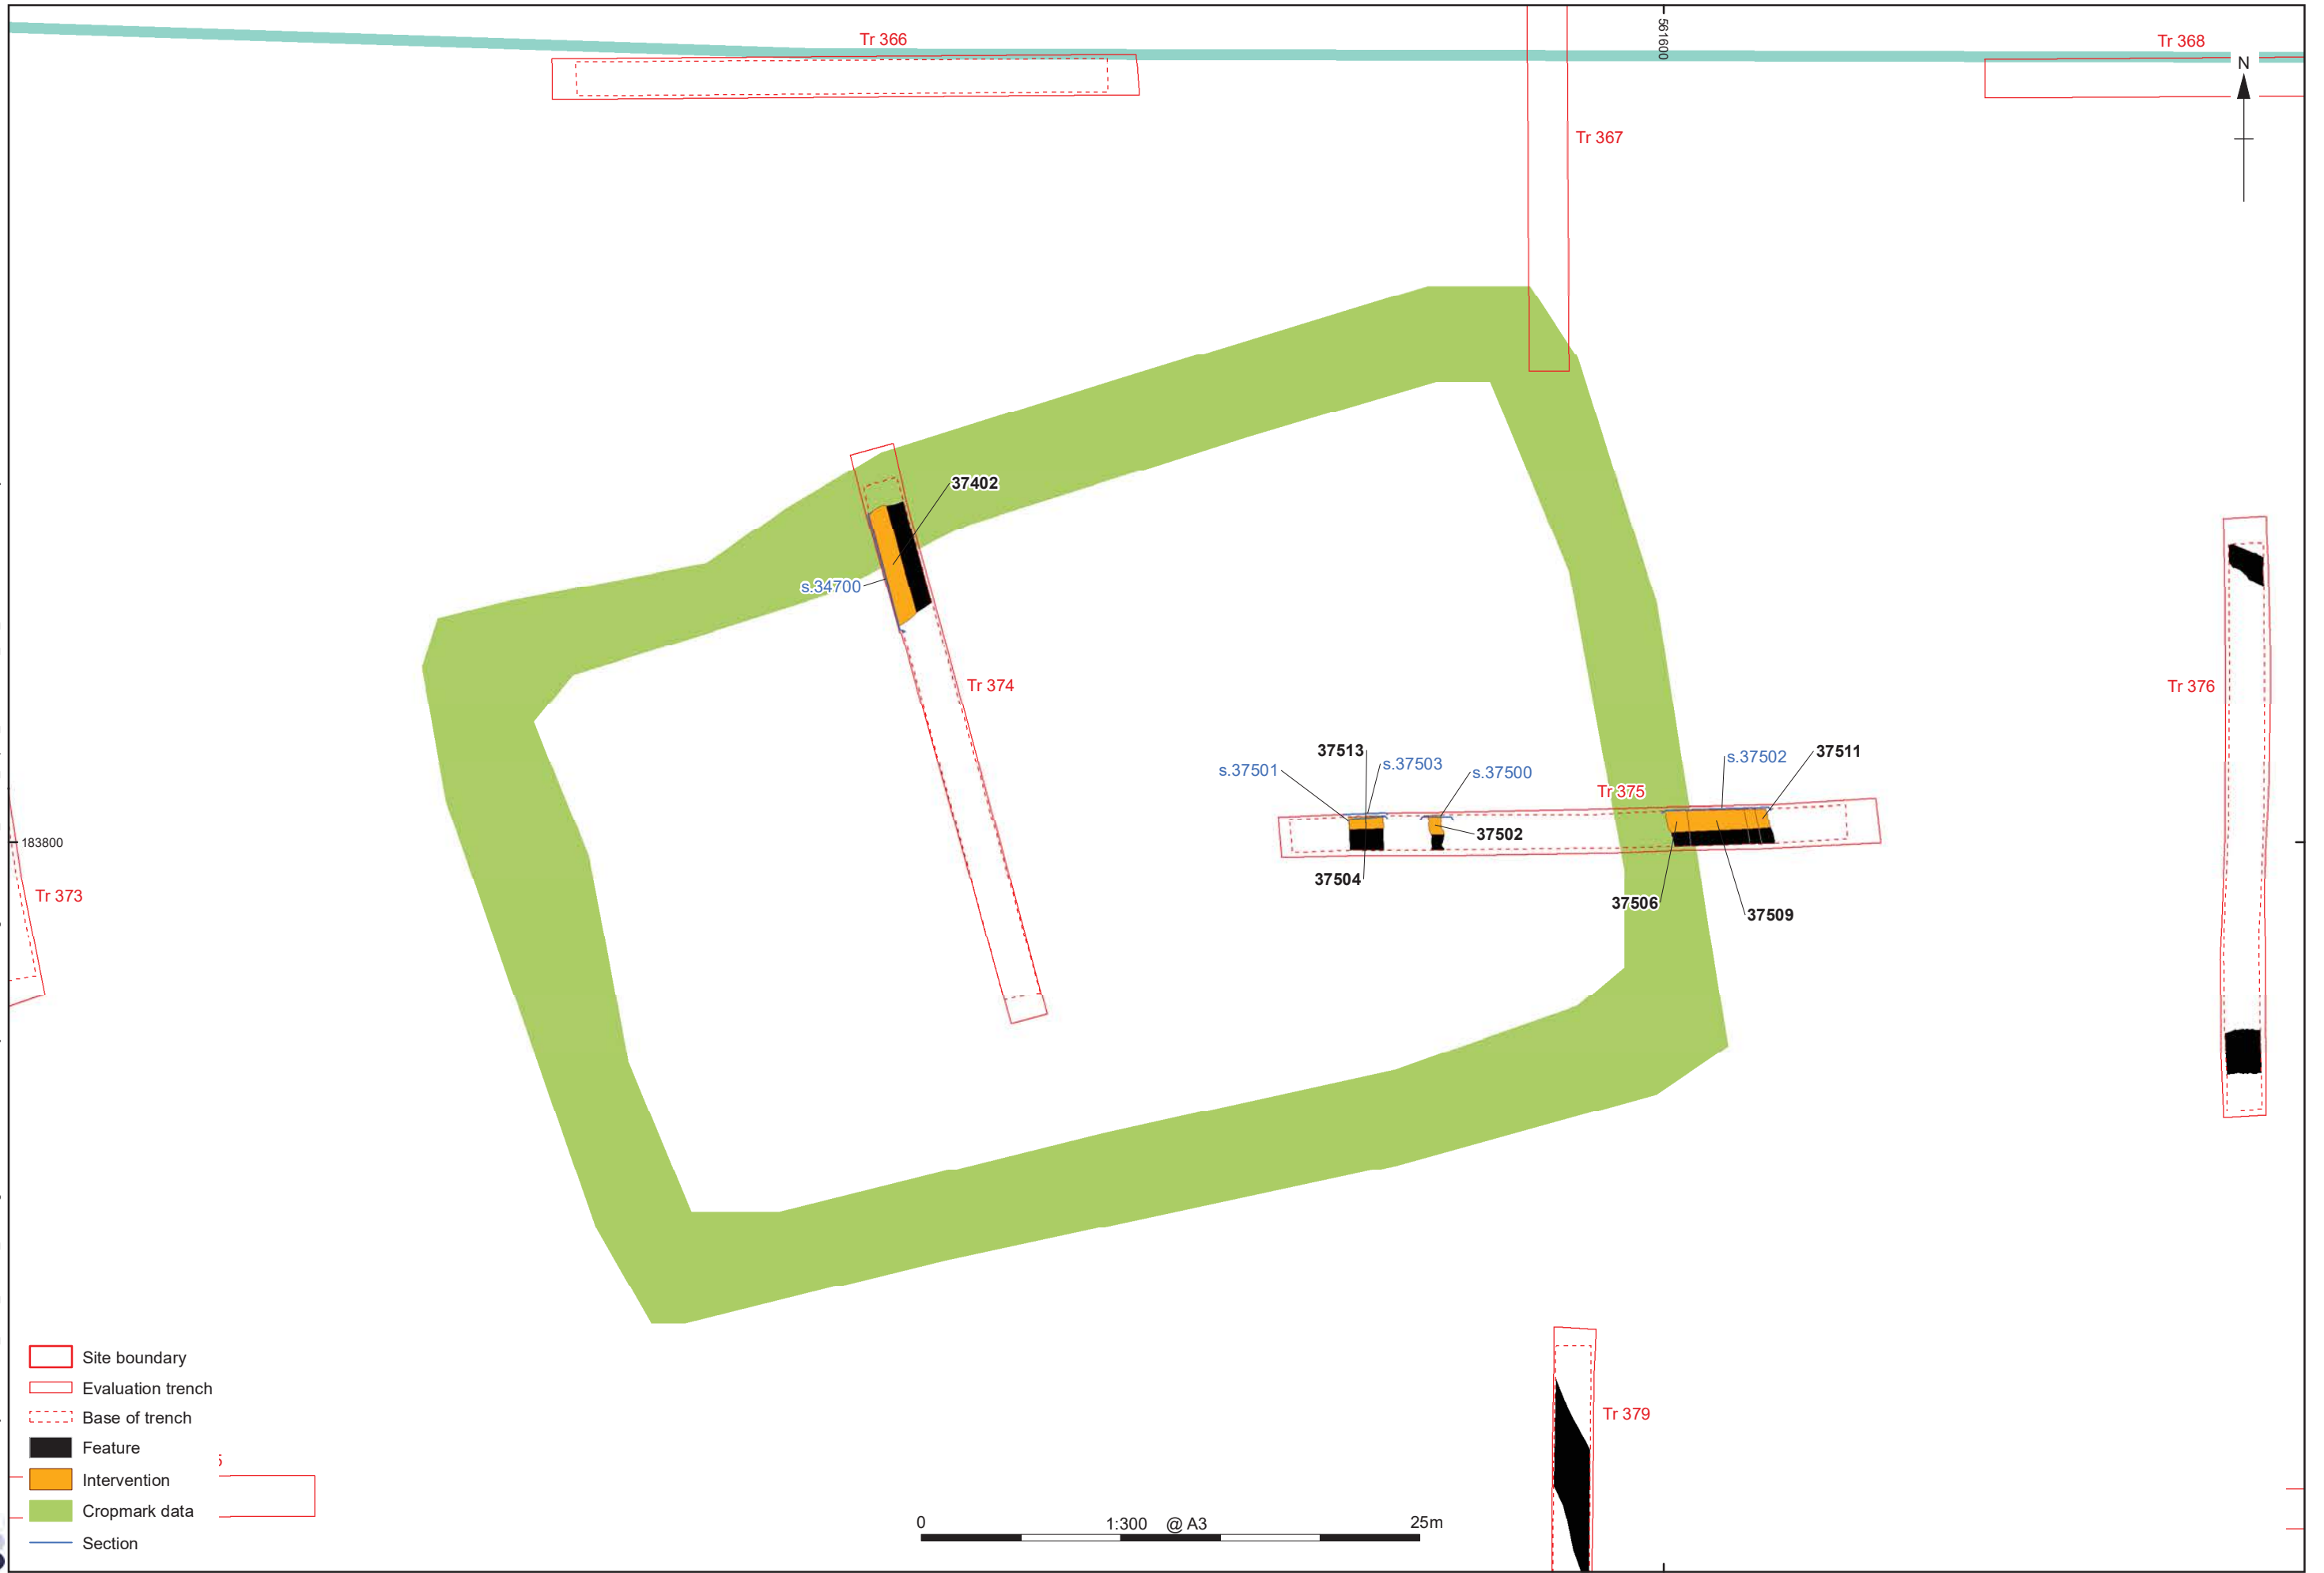 Tr 366
561600
Tr 368
N
Tr 367
37402
s.34700
Tr 374
Tr 376
37513
s.37503
s.37501
s.37500
s.37502
37511
Tr 375
37502
183800
37504
Tr 373
37506
37509
Site boundary
Evaluation trench
Base of trench
Feature
Intervention
Cropmark data
Section
Tr 379
0 1:300 @ A3 25m